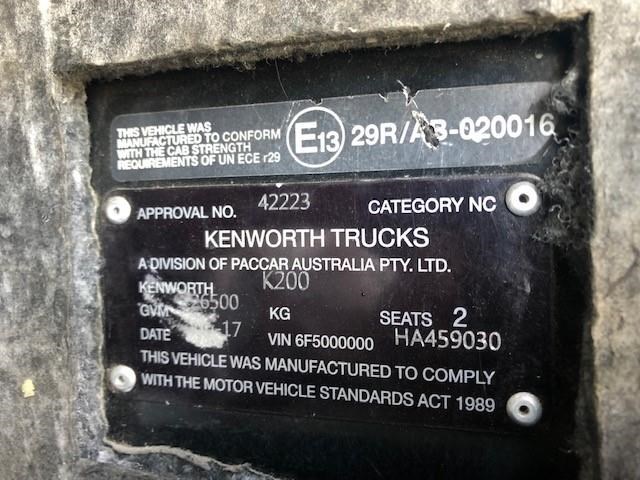 THIS VEHICLE WAS
MANUFACTURED TO CONFORM
WITH THE CAB STRENGTH
REQUIREMENTS OF UN ECE r29
E13 29R/AB-020016
APPROVAL NO. 42223 CATEGORY NC
KENWORTH TRUCKS
A DIVISION OF PACCAR AUSTRALIA PTY. LTD.
KENWORTH K200
GVM 26500 KG SEATS 2
DATE 17 VIN 6F5000000 HA459030
THIS VEHICLE WAS MANUFACTURED TO COMPLY
WITH THE MOTOR VEHICLE STANDARDS ACT 1989